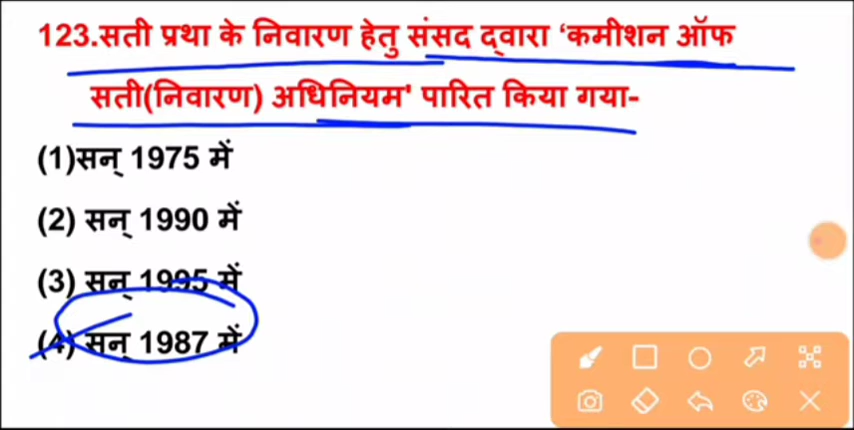 123.सती प्रथा के निवारण हेतु संसद द्वारा ‘कमीशन ऑफ
सती(निवारण) अधिनियम' पारित किया गया-
(1)सन् 1975 में
(2) सन् 1990 में
(3) सन् 1995 में
(4) सन् 1987 में